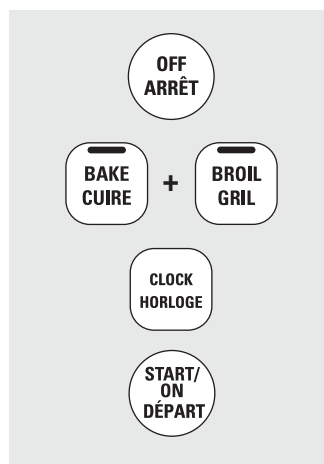 OFF
ARRÊT
BAKE
CUIRE
+
BROIL
GRIL
CLOCK
HORLOGE
START/
ON
DÉPART